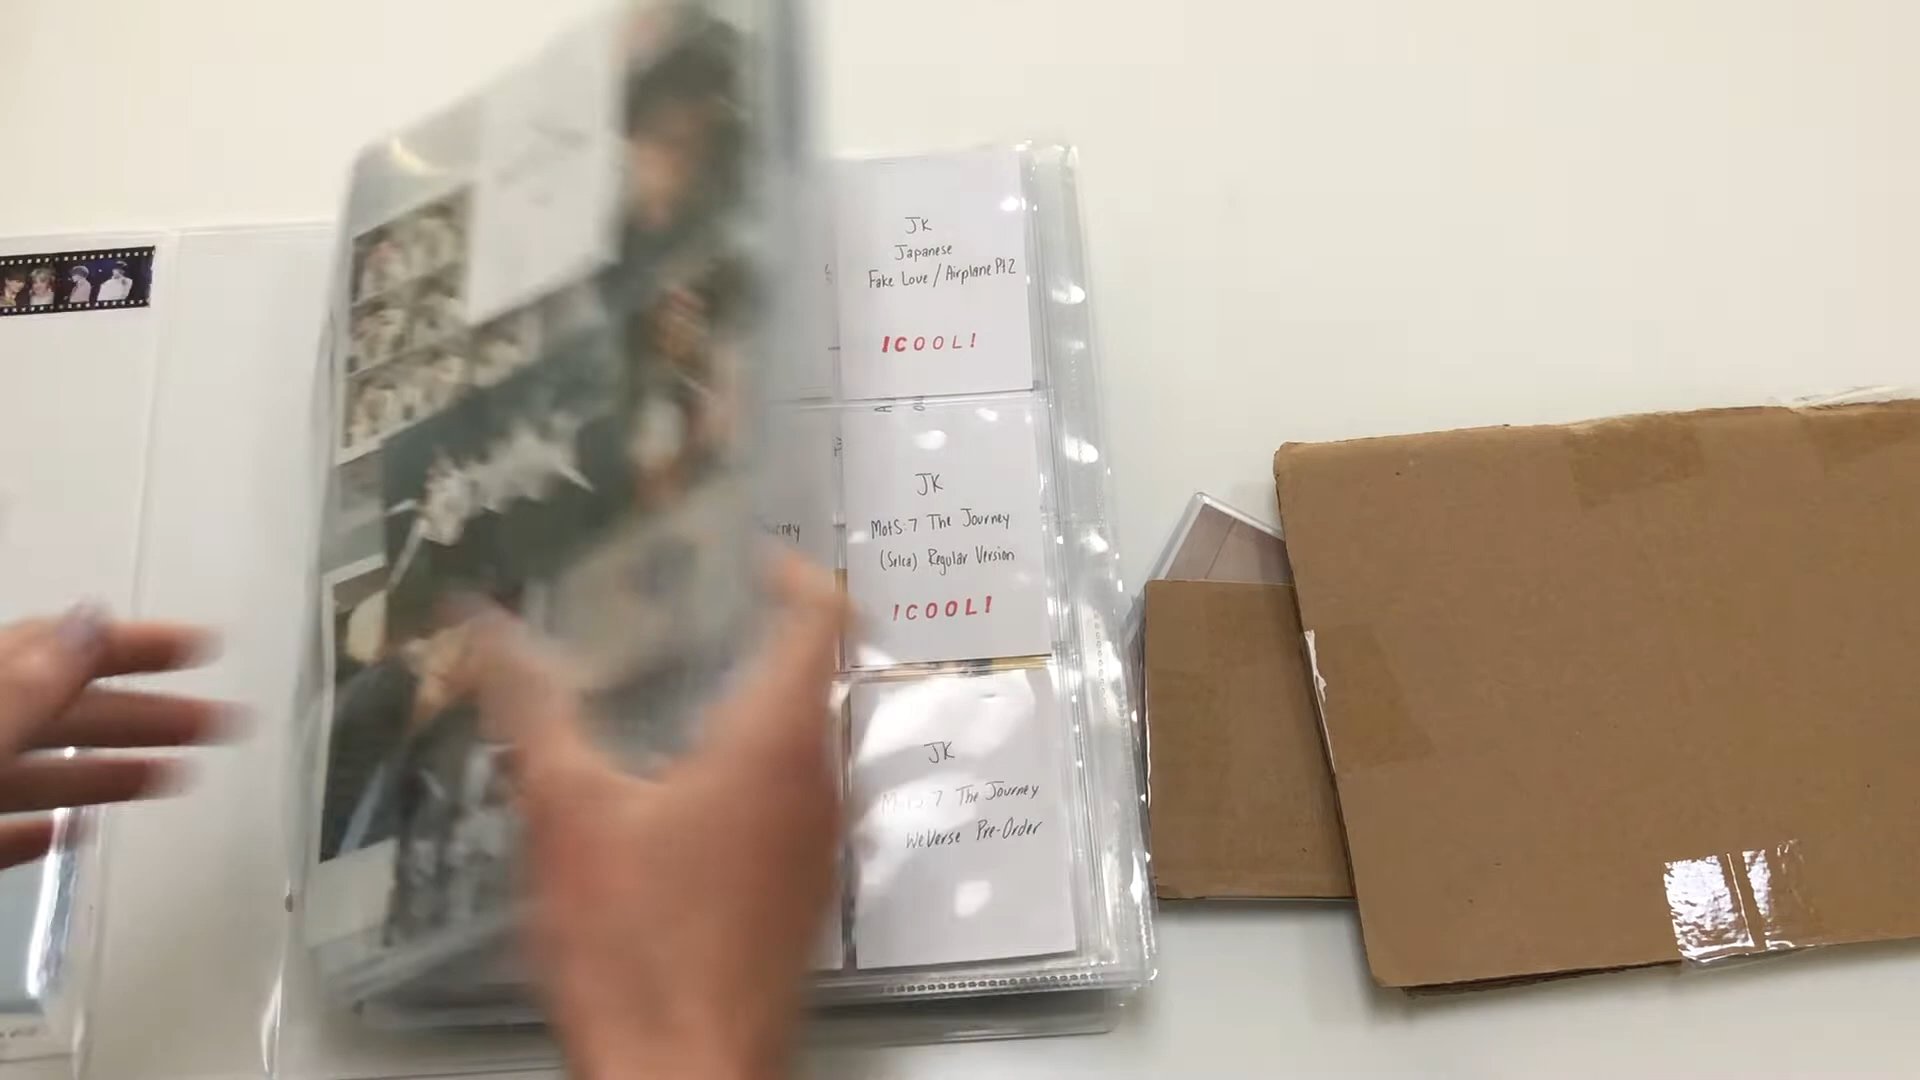 JK
Japanese
Fake Love / Airplane Pt2
!COOL!
JK
MotS:7 The Journey
(Selca) Regular Version
!COOL!
JK
MotS:7 The Journey
WeVerse Pre-Order